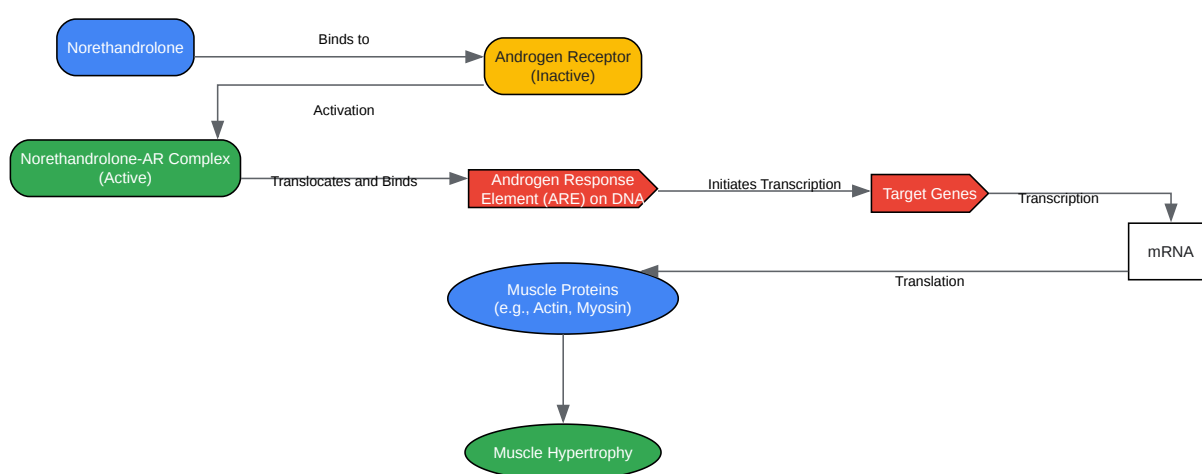 Norethandrolone
Binds to
Androgen Receptor
(Inactive)
Activation
Norethandrolone-AR Complex
(Active)
Translocates and Binds
Androgen Response
Element (ARE) on DNA
Initiates Transcription
Target Genes
Transcription
mRNA
Translation
Muscle Proteins
(e.g., Actin, Myosin)
Muscle Hypertrophy